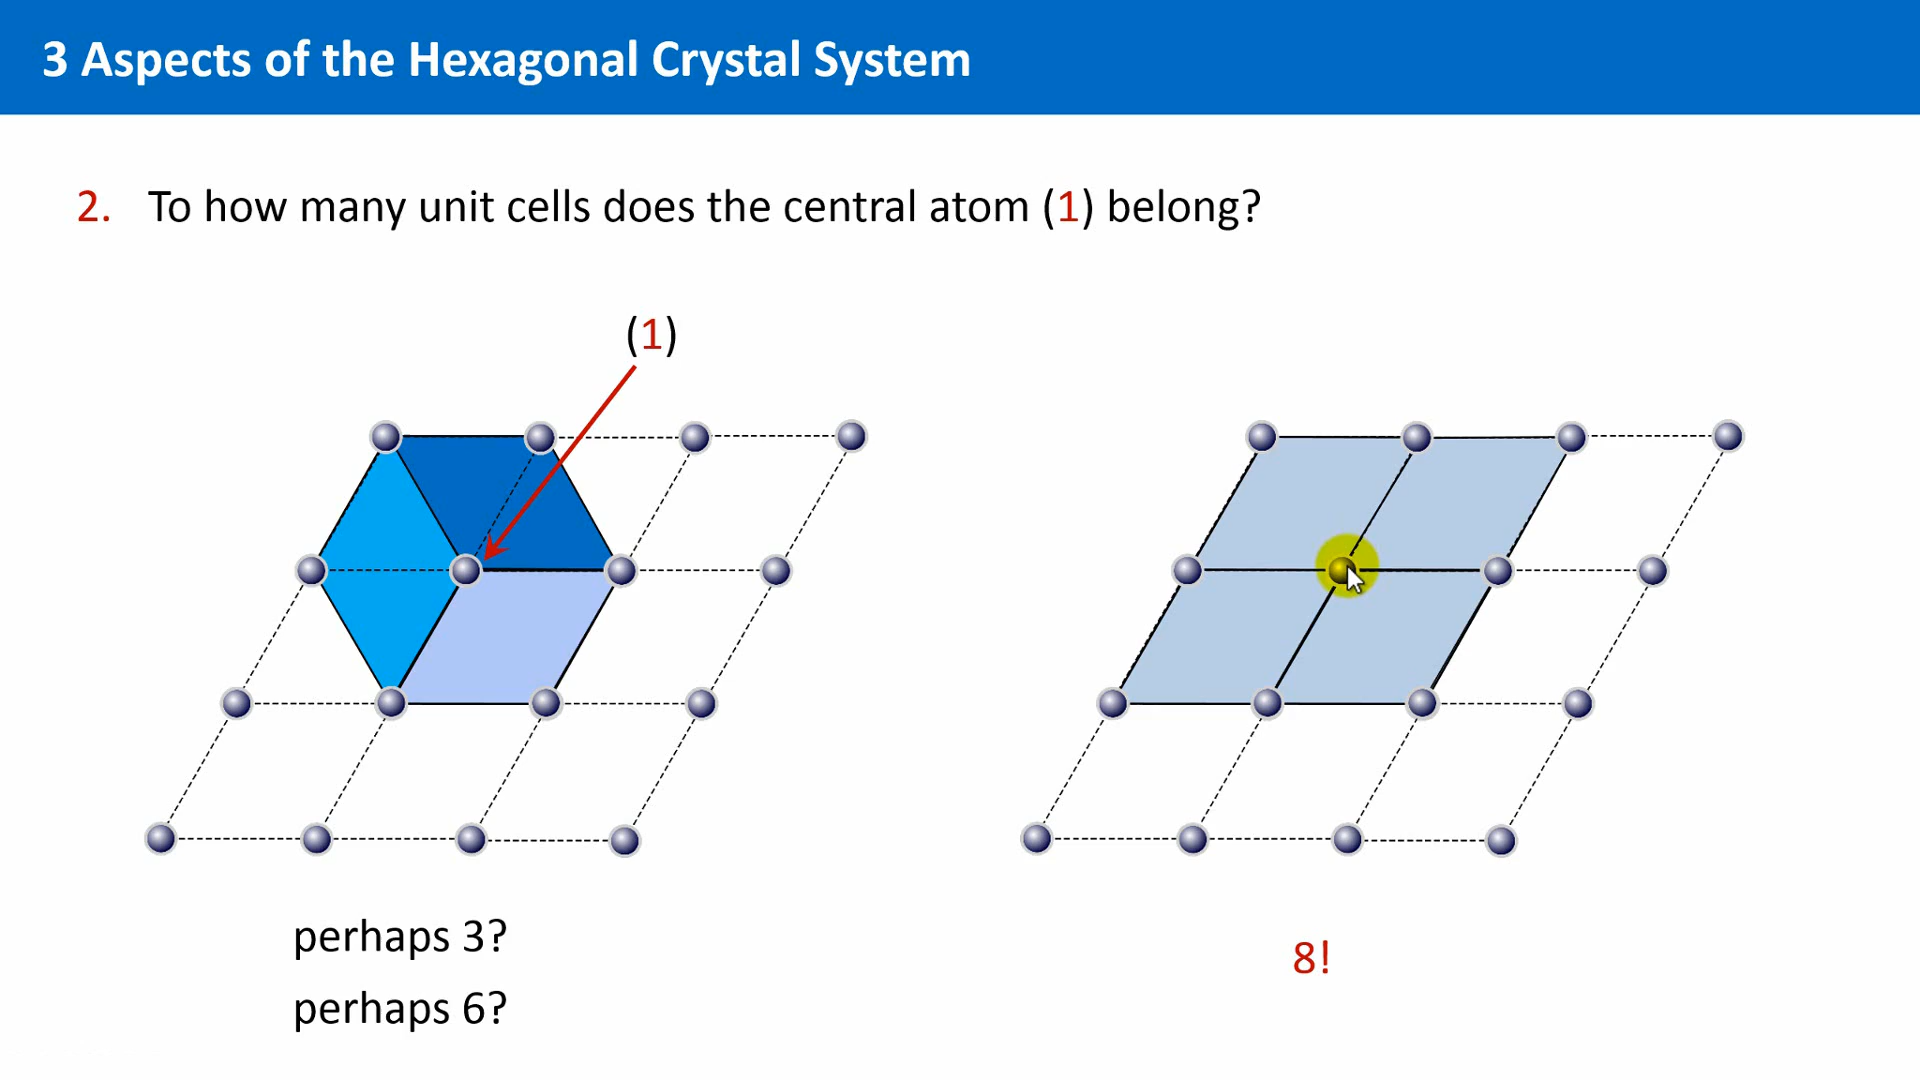 3 Aspects of the Hexagonal Crystal System
2. To how many unit cells does the central atom (1) belong?
(1)
perhaps 3?
perhaps 6?
8!